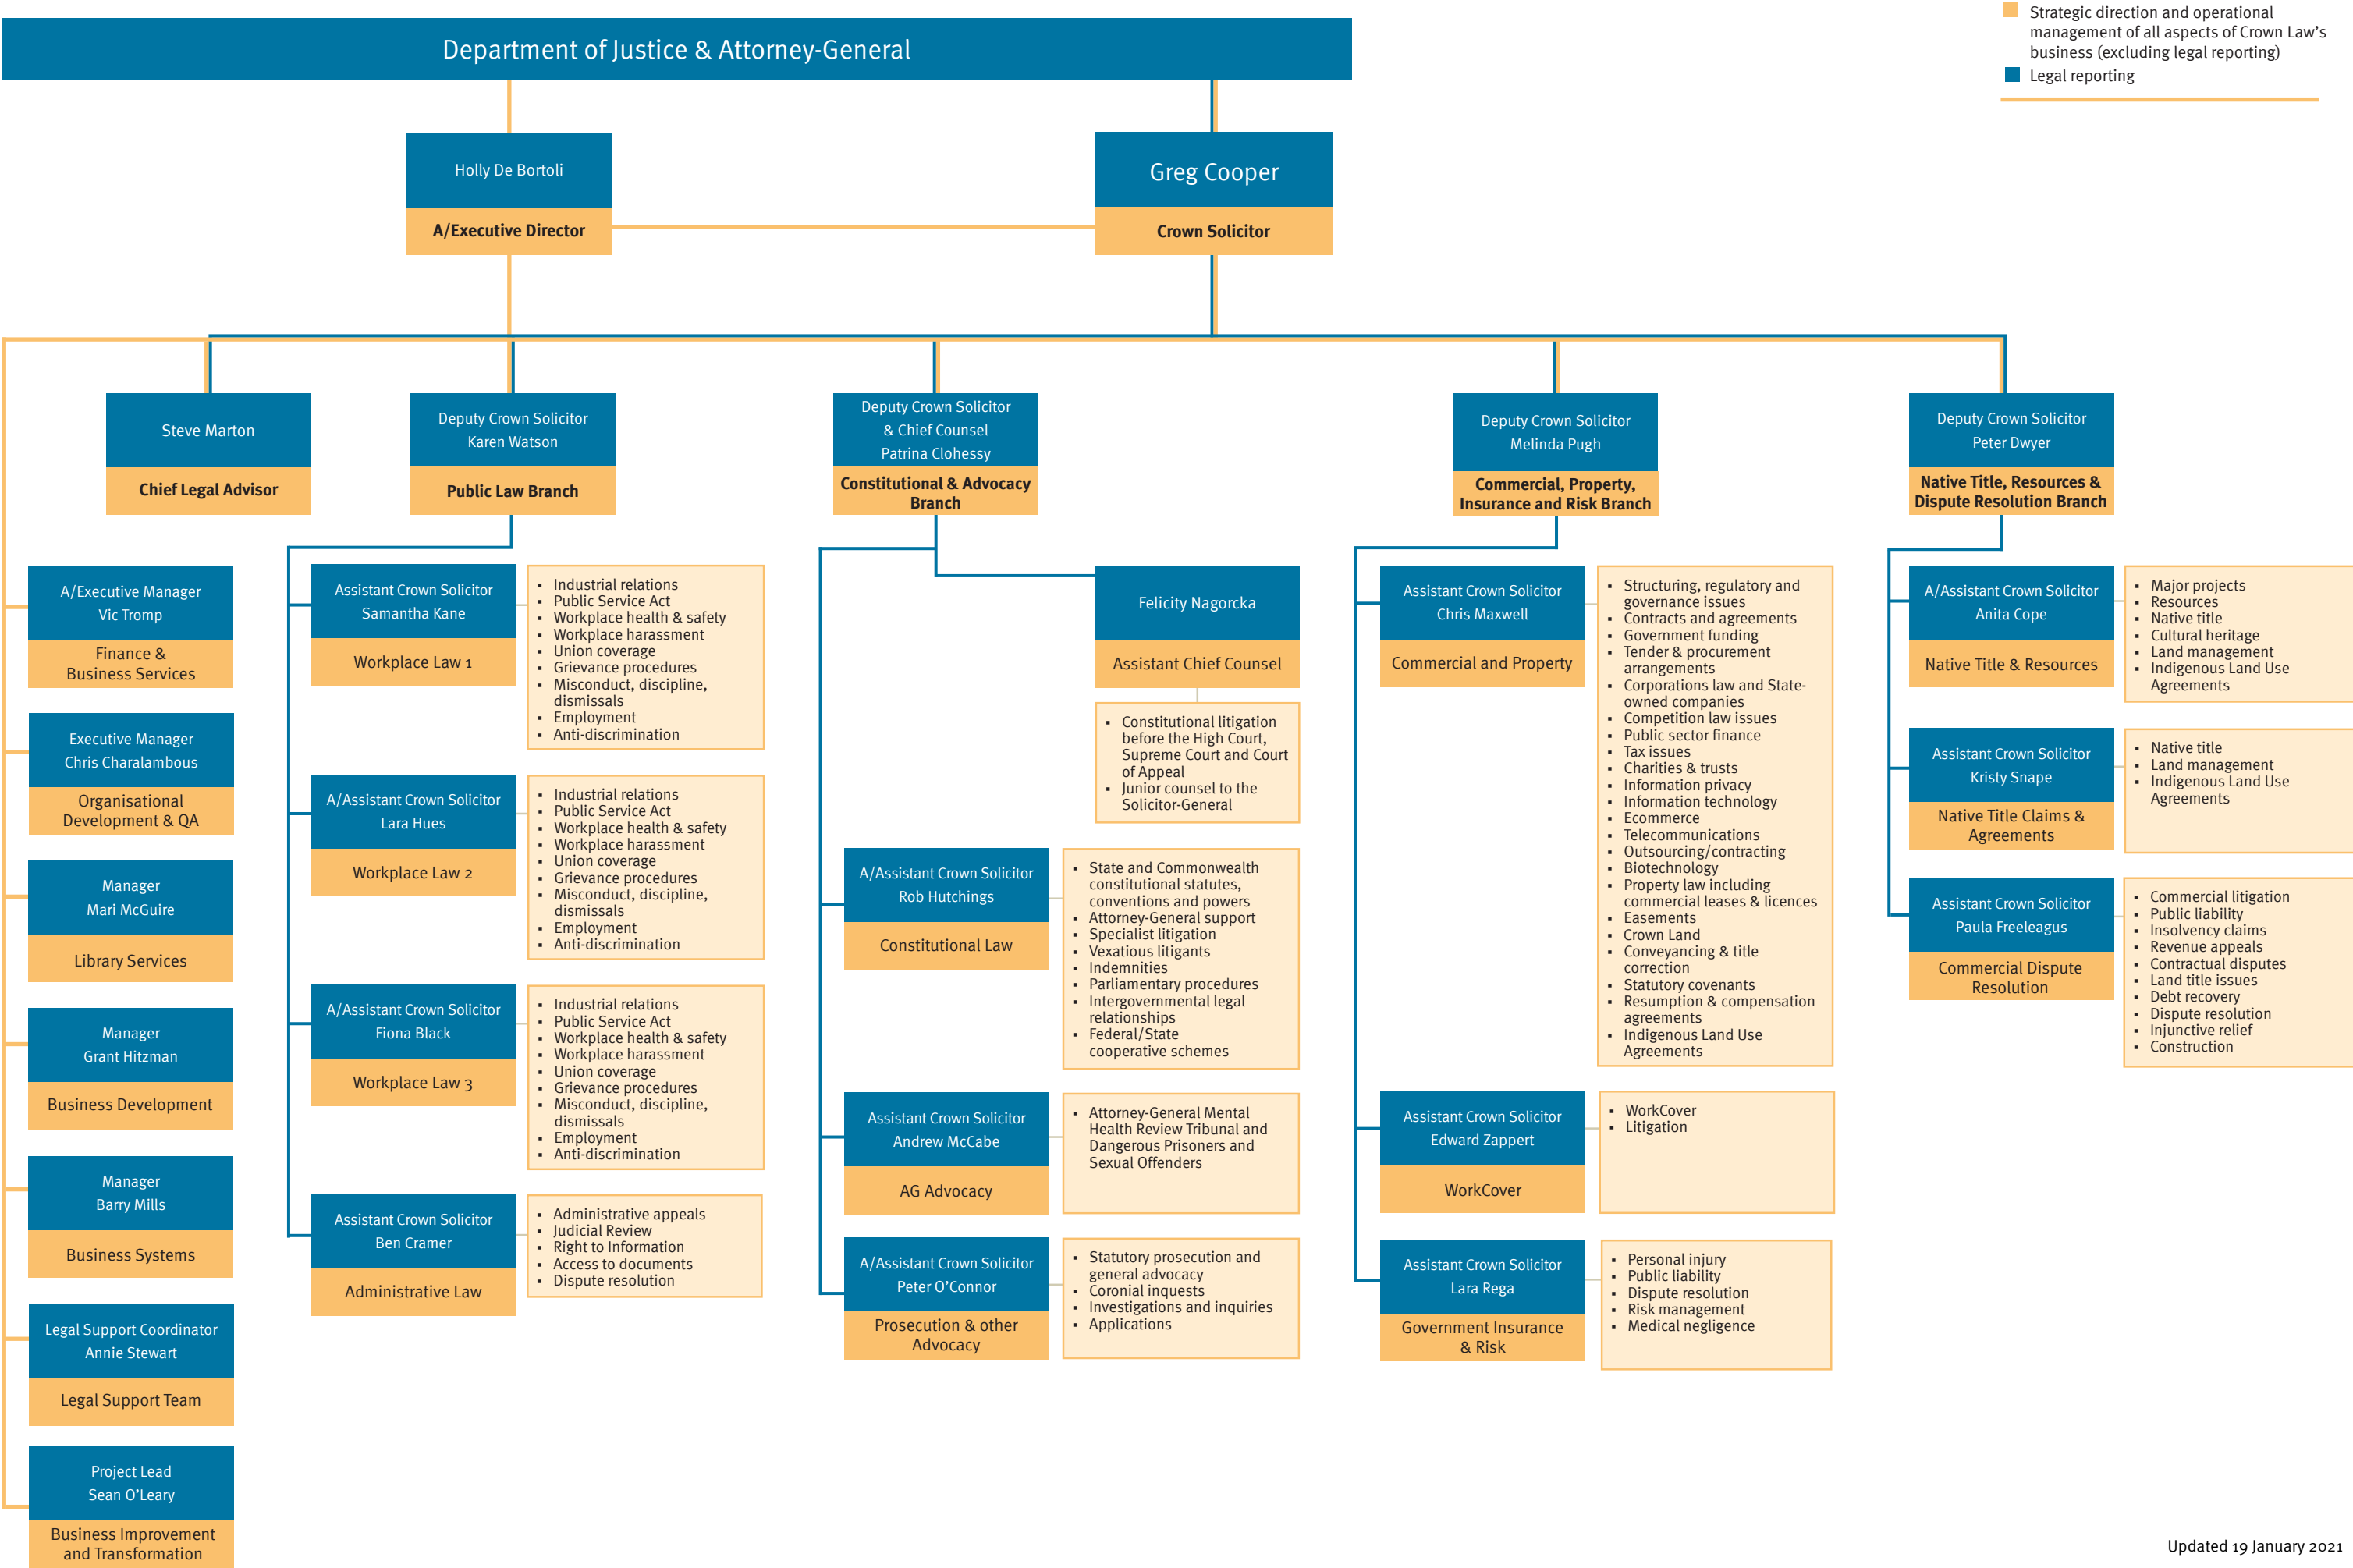 Strategic direction and operational
management of all aspects of Crown Law's
business (excluding legal reporting)
Legal reporting
Department of Justice & Attorney-General
Holly De Bortoli
A/Executive Director
Greg Cooper
Crown Solicitor
Steve Marton
Chief Legal Advisor
Deputy Crown Solicitor
Karen Watson
Public Law Branch
Deputy Crown Solicitor
& Chief Counsel
Patrina Clohessy
Constitutional & Advocacy
Branch
Deputy Crown Solicitor
Melinda Pugh
Commercial, Property,
Insurance and Risk Branch
Deputy Crown Solicitor
Peter Dwyer
Native Title, Resources &
Dispute Resolution Branch
A/Executive Manager
Vic Tromp
Finance &
Business Services
Executive Manager
Chris Charalambous
Organisational
Development & QA
Manager
Mari McGuire
Library Services
Manager
Grant Hitzman
Business Development
Manager
Barry Mills
Business Systems
Legal Support Coordinator
Annie Stewart
Legal Support Team
Project Lead
Sean O'Leary
Business Improvement
and Transformation
Assistant Crown Solicitor
Samantha Kane
Workplace Law 1
▪ Industrial relations
▪ Public Service Act
▪ Workplace health & safety
▪ Workplace harassment
▪ Union coverage
▪ Grievance procedures
▪ Misconduct, discipline,
dismissals
▪ Employment
▪ Anti-discrimination
A/Assistant Crown Solicitor
Lara Hues
Workplace Law 2
▪ Industrial relations
▪ Public Service Act
▪ Workplace health & safety
▪ Workplace harassment
▪ Union coverage
▪ Grievance procedures
▪ Misconduct, discipline,
dismissals
▪ Employment
▪ Anti-discrimination
A/Assistant Crown Solicitor
Fiona Black
Workplace Law 3
▪ Industrial relations
▪ Public Service Act
▪ Workplace health & safety
▪ Workplace harassment
▪ Union coverage
▪ Grievance procedures
▪ Misconduct, discipline,
dismissals
▪ Employment
▪ Anti-discrimination
Assistant Crown Solicitor
Ben Cramer
Administrative Law
▪ Administrative appeals
▪ Judicial Review
▪ Right to Information
▪ Access to documents
▪ Dispute resolution
Felicity Nagorcka
Assistant Chief Counsel
▪ Constitutional litigation
before the High Court,
Supreme Court and Court
of Appeal
▪ Junior counsel to the
Solicitor-General
A/Assistant Crown Solicitor
Rob Hutchings
Constitutional Law
▪ State and Commonwealth
constitutional statutes,
conventions and powers
▪ Attorney-General support
▪ Specialist litigation
▪ Vexatious litigants
▪ Indemnities
▪ Parliamentary procedures
▪ Intergovernmental legal
relationships
▪ Federal/State
cooperative schemes
Assistant Crown Solicitor
Andrew McCabe
AG Advocacy
▪ Attorney-General Mental
Health Review Tribunal and
Dangerous Prisoners and
Sexual Offenders
A/Assistant Crown Solicitor
Peter O'Connor
Prosecution & other
Advocacy
▪ Statutory prosecution and
general advocacy
▪ Coronial inquests
▪ Investigations and inquiries
▪ Applications
Assistant Crown Solicitor
Chris Maxwell
Commercial and Property
▪ Structuring, regulatory and
governance issues
▪ Contracts and agreements
▪ Government funding
▪ Tender & procurement
arrangements
▪ Corporations law and State-
owned companies
▪ Competition law issues
▪ Public sector finance
▪ Tax issues
▪ Charities & trusts
▪ Information privacy
▪ Information technology
▪ Ecommerce
▪ Telecommunications
▪ Outsourcing/contracting
▪ Biotechnology
▪ Property law including
commercial leases & licences
▪ Easements
▪ Crown Land
▪ Conveyancing & title
correction
▪ Statutory covenants
▪ Resumption & compensation
agreements
▪ Indigenous Land Use
Agreements
Assistant Crown Solicitor
Edward Zappert
WorkCover
▪ WorkCover
▪ Litigation
Assistant Crown Solicitor
Lara Rega
Government Insurance
& Risk
▪ Personal injury
▪ Public liability
▪ Dispute resolution
▪ Risk management
▪ Medical negligence
A/Assistant Crown Solicitor
Anita Cope
Native Title & Resources
▪ Major projects
▪ Resources
▪ Native title
▪ Cultural heritage
▪ Land management
▪ Indigenous Land Use
Agreements
Assistant Crown Solicitor
Kristy Snape
Native Title Claims &
Agreements
▪ Native title
▪ Land management
▪ Indigenous Land Use
Agreements
Assistant Crown Solicitor
Paula Freeleagus
Commercial Dispute
Resolution
▪ Commercial litigation
▪ Public liability
▪ Insolvency claims
▪ Revenue appeals
▪ Contractual disputes
▪ Land title issues
▪ Debt recovery
▪ Dispute resolution
▪ Injunctive relief
▪ Construction
Updated 19 January 2021